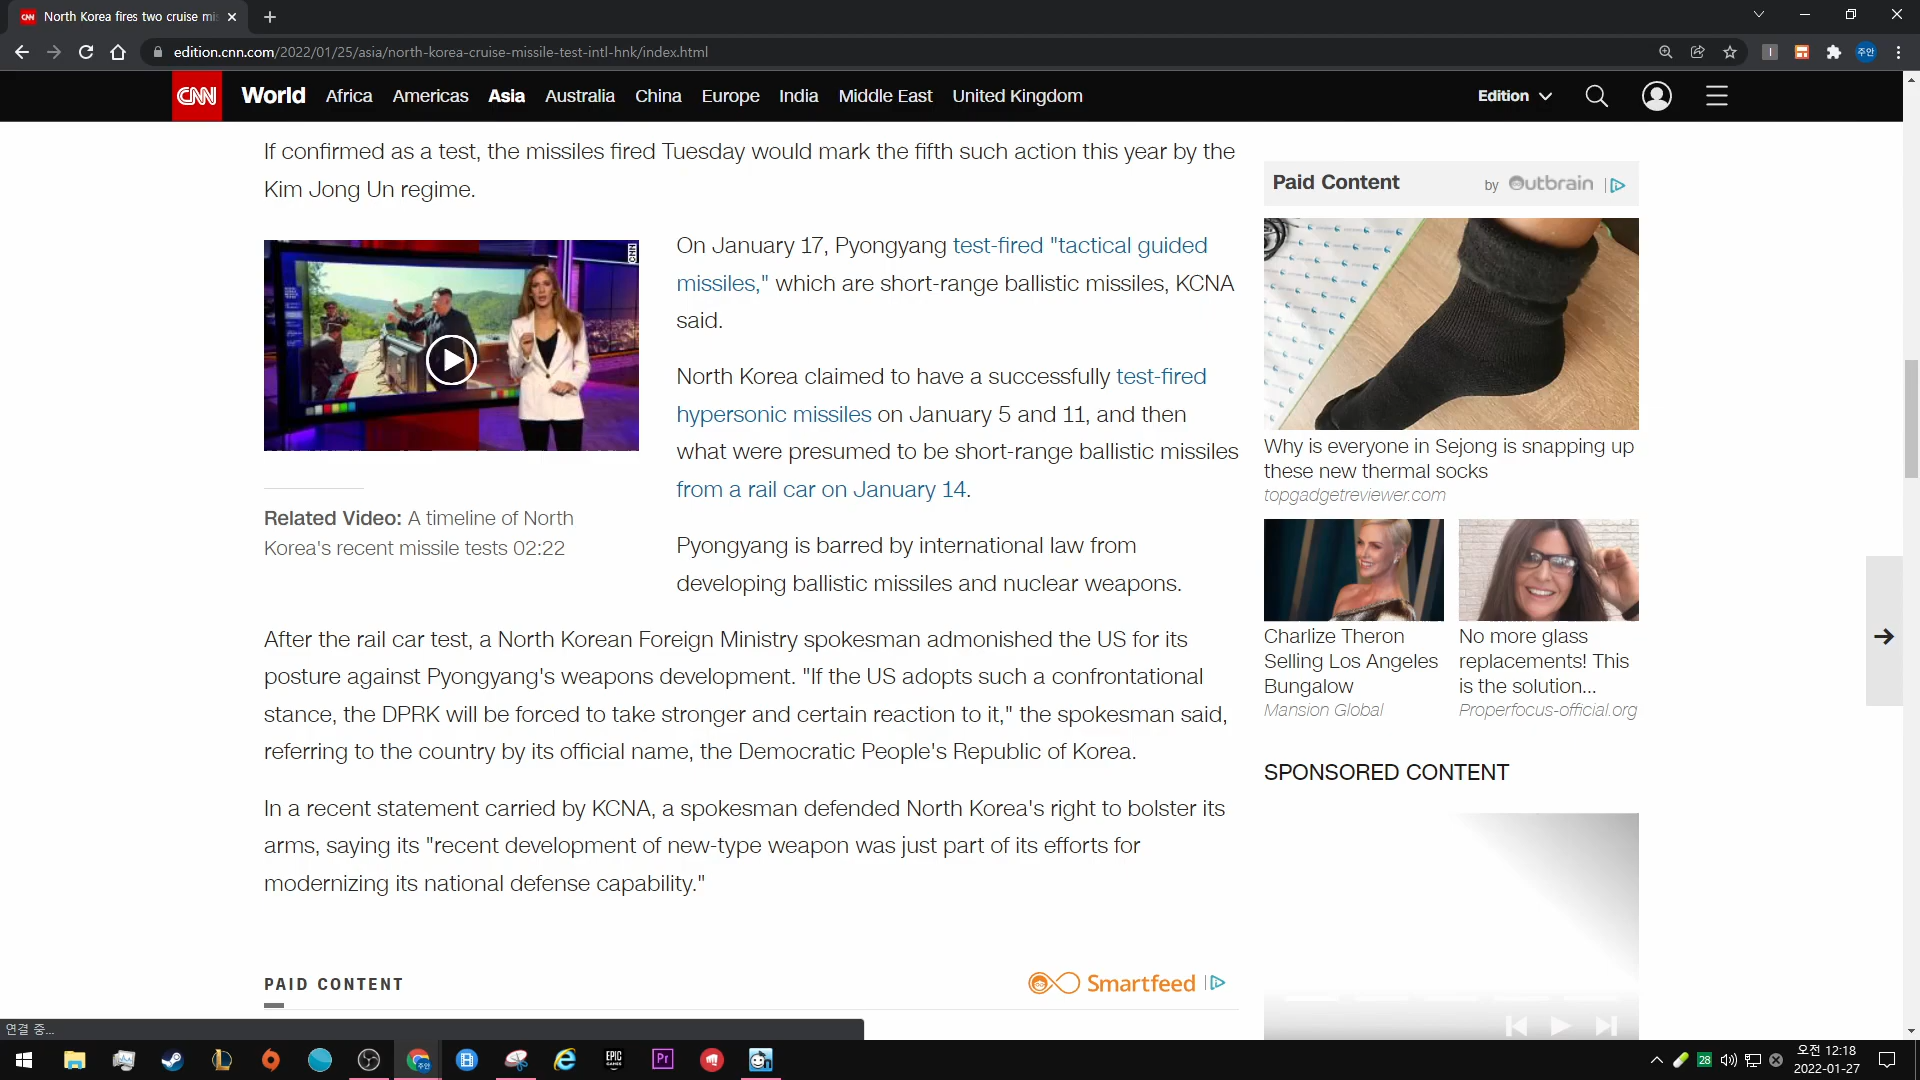 North Korea fires two cruise mis
edition.cnn.com/2022/01/25/asia/north-korea-cruise-missile-test-intl-hnk/index.html
주안
CNN World Africa Americas Asia Australia China Europe India Middle East United Kingdom Edition
If confirmed as a test, the missiles fired Tuesday would mark the fifth such action this year by the
Kim Jong Un regime.
CNN
Related Video: A timeline of North
Korea's recent missile tests 02:22
On January 17, Pyongyang test-fired "tactical guided
missiles," which are short-range ballistic missiles, KCNA
said.
North Korea claimed to have a successfully test-fired
hypersonic missiles on January 5 and 11, and then
what were presumed to be short-range ballistic missiles
from a rail car on January 14.
Pyongyang is barred by international law from
developing ballistic missiles and nuclear weapons.
After the rail car test, a North Korean Foreign Ministry spokesman admonished the US for its
posture against Pyongyang's weapons development. "If the US adopts such a confrontational
stance, the DPRK will be forced to take stronger and certain reaction to it," the spokesman said,
referring to the country by its official name, the Democratic People's Republic of Korea.
In a recent statement carried by KCNA, a spokesman defended North Korea's right to bolster its
arms, saying its "recent development of new-type weapon was just part of its efforts for
modernizing its national defense capability."
PAID CONTENT
Smartfeed
Paid Content by Outbrain
Why is everyone in Sejong is snapping up
these new thermal socks
topgadgetreviewer.com
Charlize Theron
Selling Los Angeles
Bungalow
Mansion Global
No more glass
replacements! This
is the solution...
Properfocus-official.org
SPONSORED CONTENT
연결 중...
주안
EPIC
GAMES
Pr
28
오전 12:18
2022-01-27